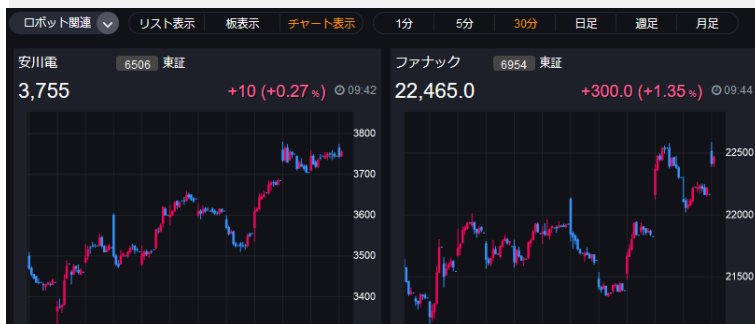 ロボット関連 リスト表示 板表示 チャート表示 1分 5分 30分 日足 週足 月足
安川電 6506 東証
3,755 +10 (+0.27 %) 09:42
3800
3700
3600
3500
3400
ファナック 6954 東証
22,465.0 +300.0 (+1.35 %) 09:44
22500
22000
21500